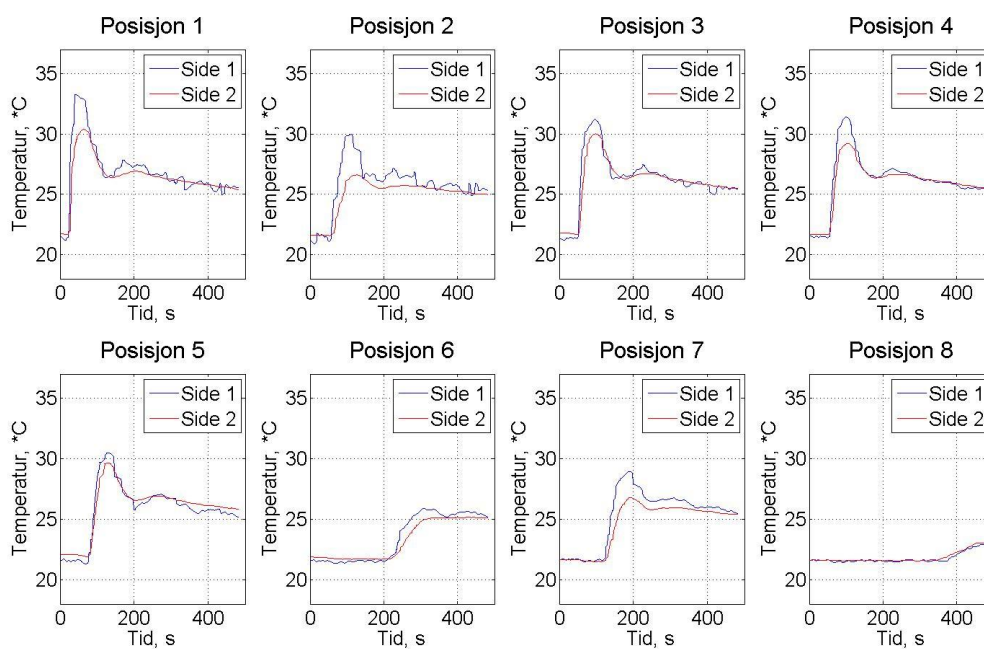 Posisjon 1
Posisjon 2
Posisjon 3
Posisjon 4
35
30
25
20
0
200
400
Temperatur, *C
Tid, s
Side 1
Side 2
35
30
25
20
0
200
400
Temperatur, *C
Tid, s
Side 1
Side 2
35
30
25
20
0
200
400
Temperatur, *C
Tid, s
Side 1
Side 2
35
30
25
20
0
200
400
Temperatur, *C
Tid, s
Side 1
Side 2
Posisjon 5
Posisjon 6
Posisjon 7
Posisjon 8
35
30
25
20
0
200
400
Temperatur, *C
Tid, s
Side 1
Side 2
35
30
25
20
0
200
400
Temperatur, *C
Tid, s
Side 1
Side 2
35
30
25
20
0
200
400
Temperatur, *C
Tid, s
Side 1
Side 2
35
30
25
20
0
200
400
Temperatur, *C
Tid, s
Side 1
Side 2